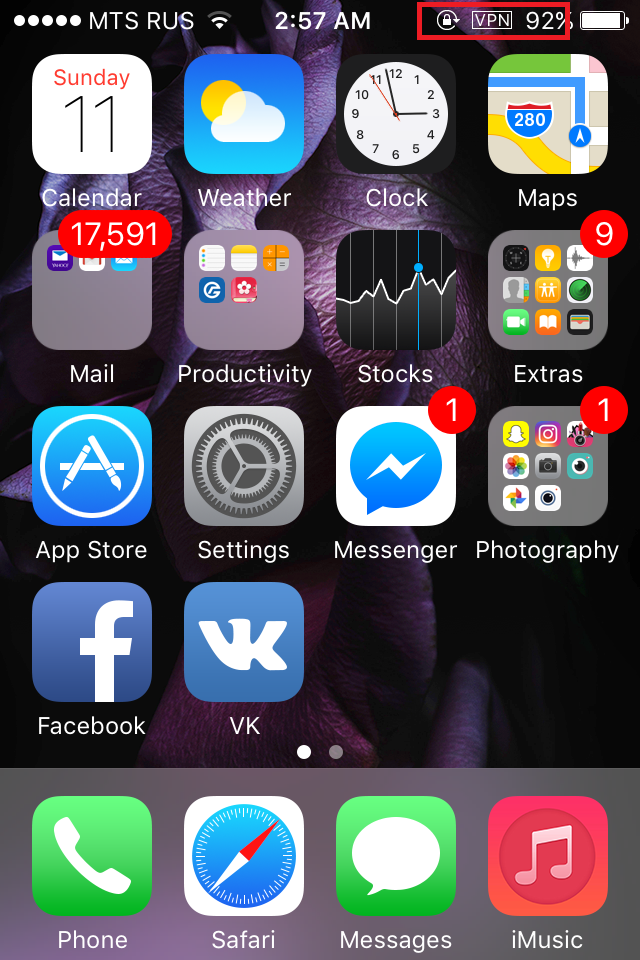 MTS RUS 2:57 AM VPN 92%
Sunday
11
280
12
11 1
10 2
9 3
8 4
7 5
6
Calendar Weather Clock Maps
17,591 9
YAHOO!
Mail Productivity Stocks Extras
1 1
App Store Settings Messenger Photography
Facebook VK
Phone Safari Messages iMusic